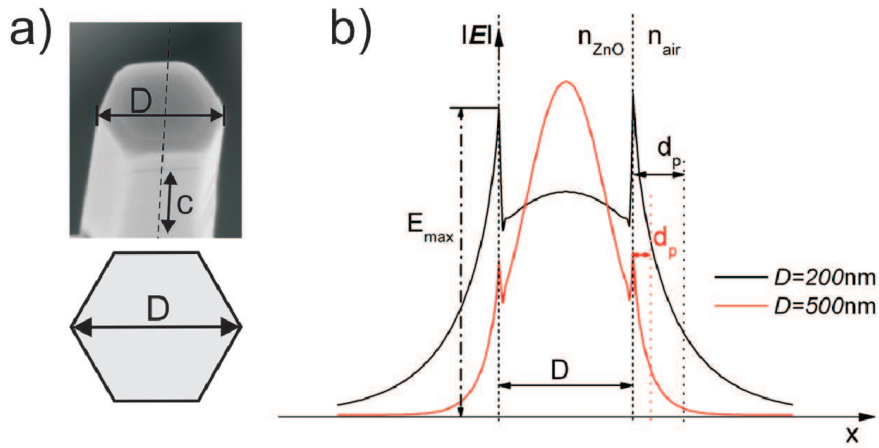 a)
D
c
D
b)
|E|
n_ZnO
n_air
d_p
E_max
d_p
D=200nm
D=500nm
D
x